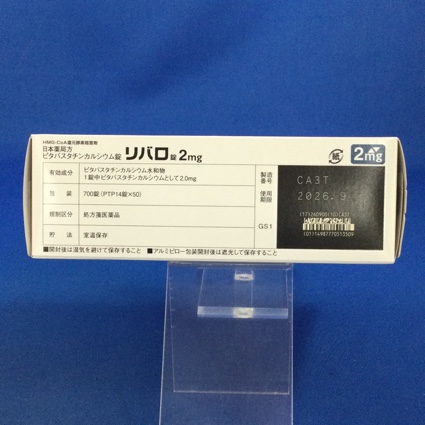 HMG-CoA還元酵素阻害剤
日本薬局方
ピタバスタチンカルシウム錠 リバロ錠 2mg
紙
2mg
有効成分 ピタバスタチンカルシウム水和物
1錠中ピタバスタチンカルシウムとして2.0mg
包装 700錠(PTP14錠×50)
規制区分 処方箋医薬品
貯法 室温保存
製造番号 CA3T
使用期限 2026.9
GS1
■開封後は湿気を避けて保存すること ■アルミピロー包装開封後は遮光して保存すること